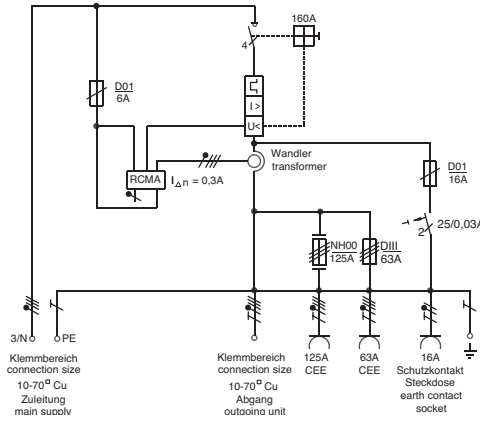 160A
4
D01
6A
I >
U<
Wandler
transformer
RCMA
I△n = 0,3A
D01
16A
25/0,03A
2
NH00
125A
DIII
63A
3/N
PE
Klemmbereich
connection size
10-70□ Cu
Zuleitung
main supply
Klemmbereich
connection size
10-70□ Cu
Abgang
outgoing unit
125A
CEE
63A
CEE
16A
Schutzkontakt
Steckdose
earth contact
socket